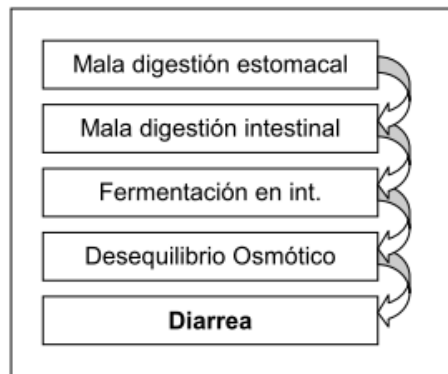 Mala digestión estomacal
Mala digestión intestinal
Fermentación en int.
Desequilibrio Osmótico
Diarrea